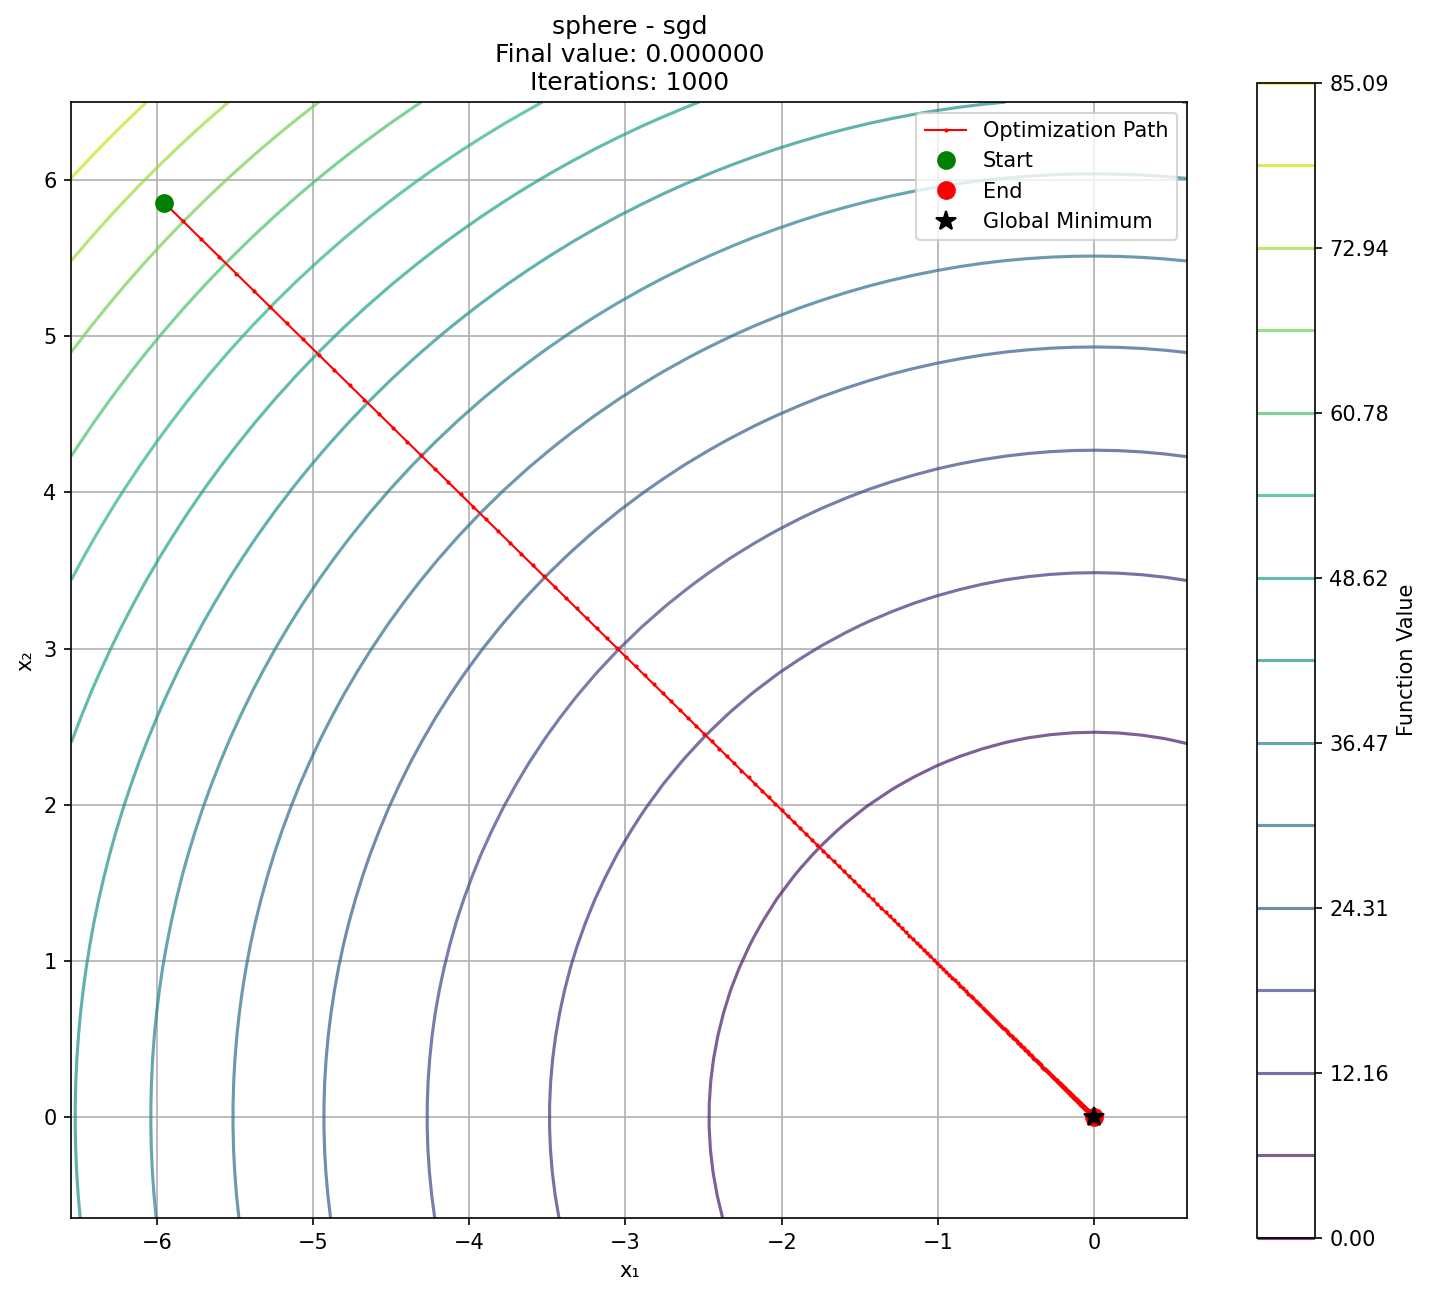 sphere - sgd
Final value: 0.000000
Iterations: 1000
Optimization Path
Start
End
Global Minimum
6
5
4
3
2
1
0
x₂
−6
−5
−4
−3
−2
−1
0
x₁
85.09
72.94
60.78
48.62
36.47
24.31
12.16
0.00
Function Value